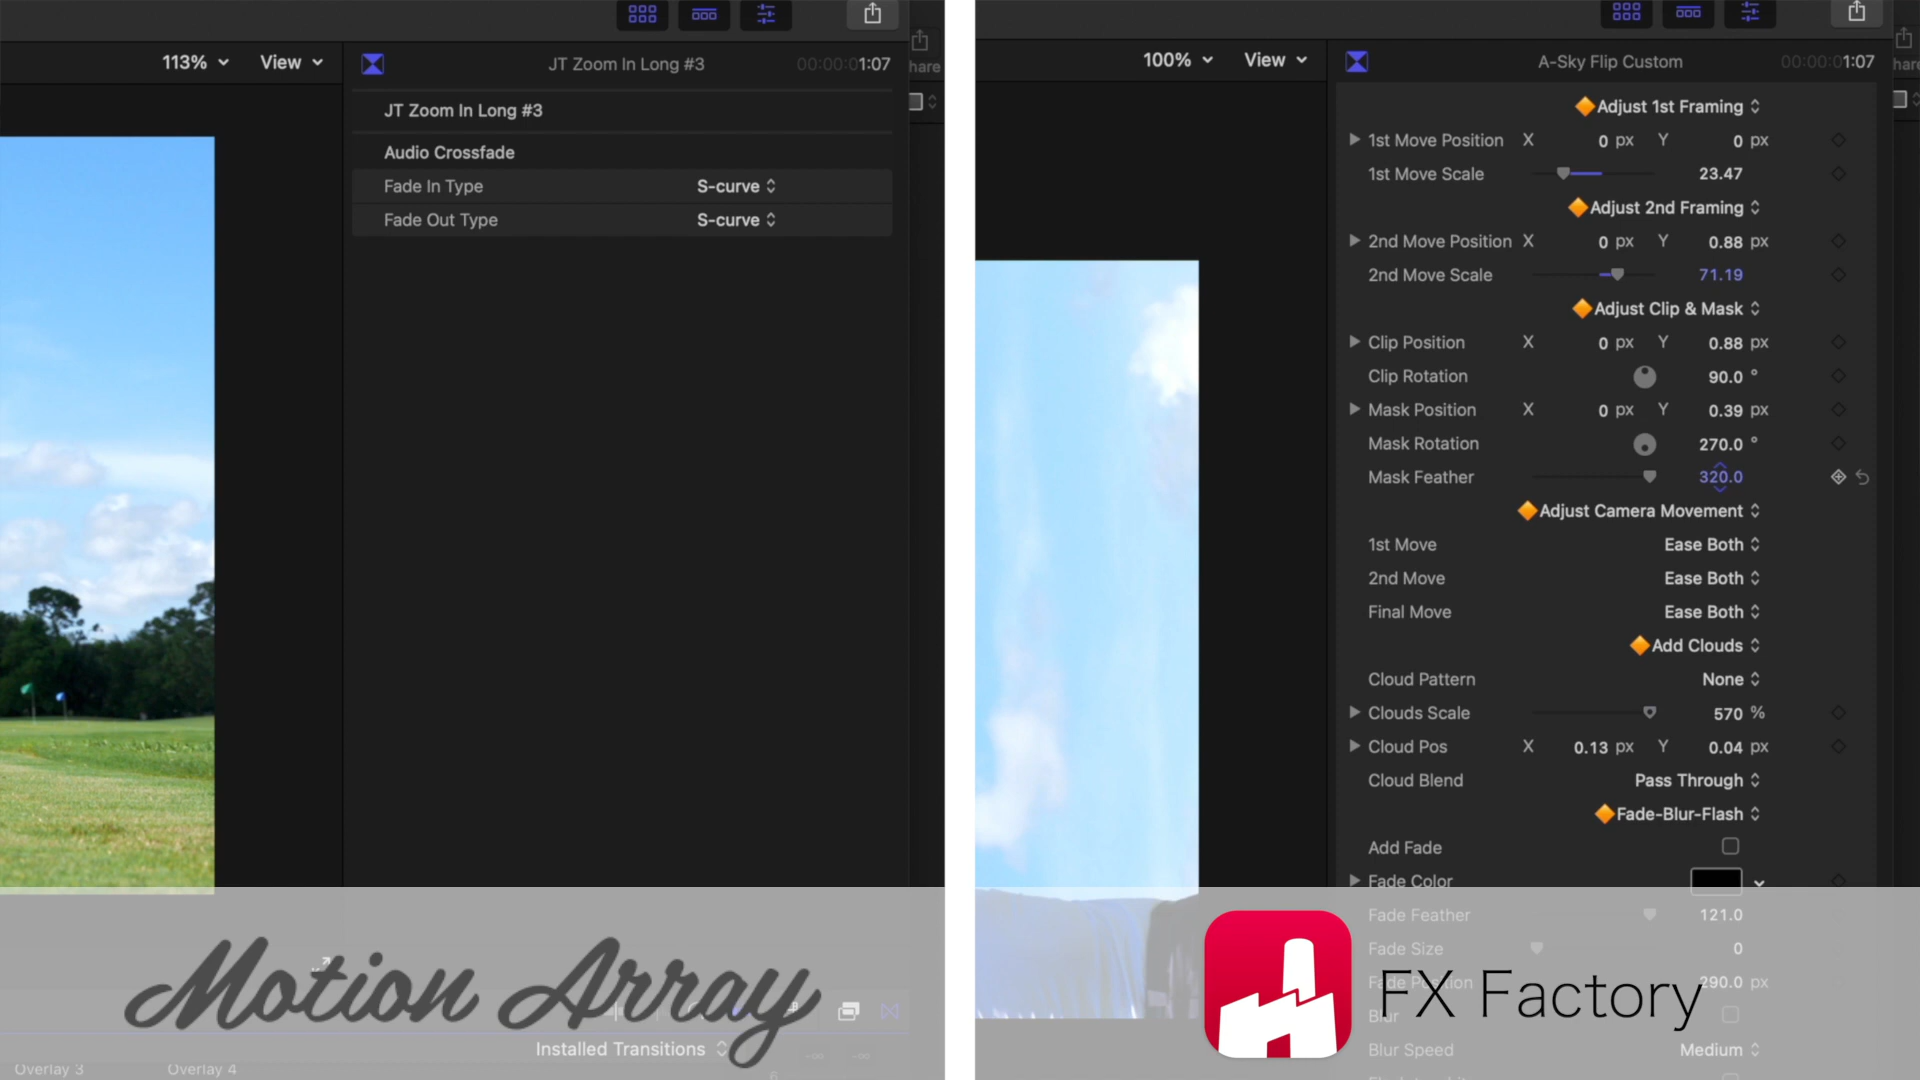 113% View JT Zoom In Long #3 00:00:01:07
hare
JT Zoom In Long #3
Audio Crossfade
Fade In Type S-curve
Fade Out Type S-curve
Motion Array
Installed Transitions
Overlay 3 Overlay 4
6
100% View A-Sky Flip Custom 00:00:01:07
hare
Adjust 1st Framing
1st Move Position X 0 px Y 0 px
1st Move Scale 23.47
Adjust 2nd Framing
2nd Move Position X 0 px Y 0.88 px
2nd Move Scale 71.19
Adjust Clip & Mask
Clip Position X 0 px Y 0.88 px
Clip Rotation 90.0 °
Mask Position X 0 px Y 0.39 px
Mask Rotation 270.0 °
Mask Feather 320.0
Adjust Camera Movement
1st Move Ease Both
2nd Move Ease Both
Final Move Ease Both
Add Clouds
Cloud Pattern None
Clouds Scale 570 %
Cloud Pos X 0.13 px Y 0.04 px
Cloud Blend Pass Through
Fade-Blur-Flash
Add Fade
Fade Color
Fade Feather 121.0
Fade Size 0
Fade Position 290.0 px
FX Factory
Blur
Blur Speed Medium